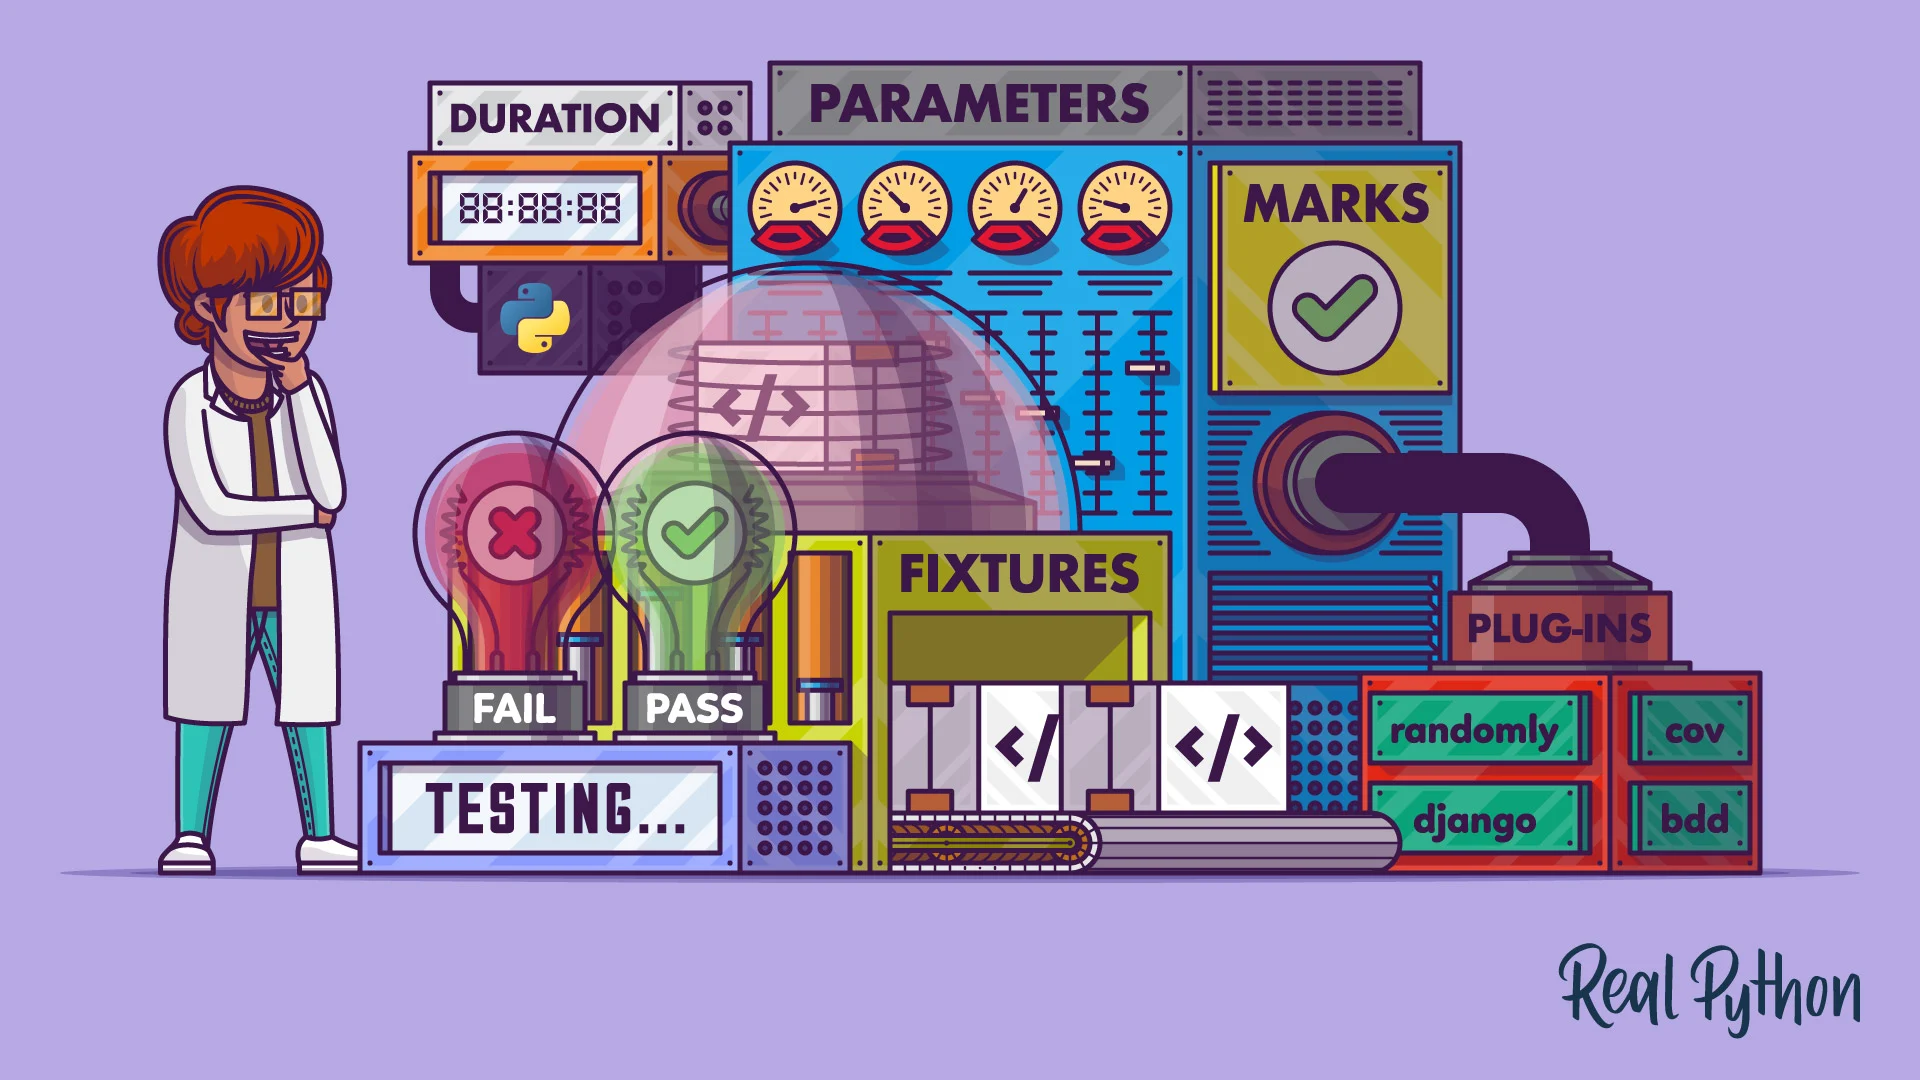 DURATION
PARAMETERS
88:88:88
MARKS
</>
FIXTURES
PLUG-INS
FAIL
PASS
</
</>
randomly
cov
TESTING...
django
bdd
Real Python